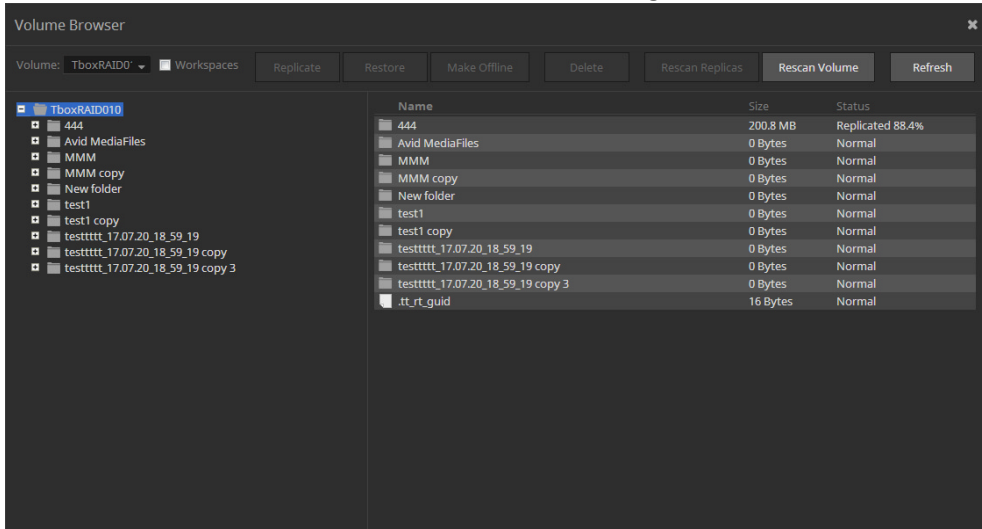 Volume Browser
Volume: TboxRAID0 Workspaces Replicate Restore Make Offline Delete Rescan Replicas Rescan Volume Refresh
TboxRAID010
444
Avid MediaFiles
MMM
MMM copy
New folder
test1
test1 copy
testtttt_17.07.20_18_59_19
testtttt_17.07.20_18_59_19 copy
testtttt_17.07.20_18_59_19 copy 3
Name Size Status
444 200.8 MB Replicated 88.4%
Avid MediaFiles 0 Bytes Normal
MMM 0 Bytes Normal
MMM copy 0 Bytes Normal
New folder 0 Bytes Normal
test1 0 Bytes Normal
test1 copy 0 Bytes Normal
testtttt_17.07.20_18_59_19 0 Bytes Normal
testtttt_17.07.20_18_59_19 copy 0 Bytes Normal
testtttt_17.07.20_18_59_19 copy 3 0 Bytes Normal
.tt_rt_guid 16 Bytes Normal